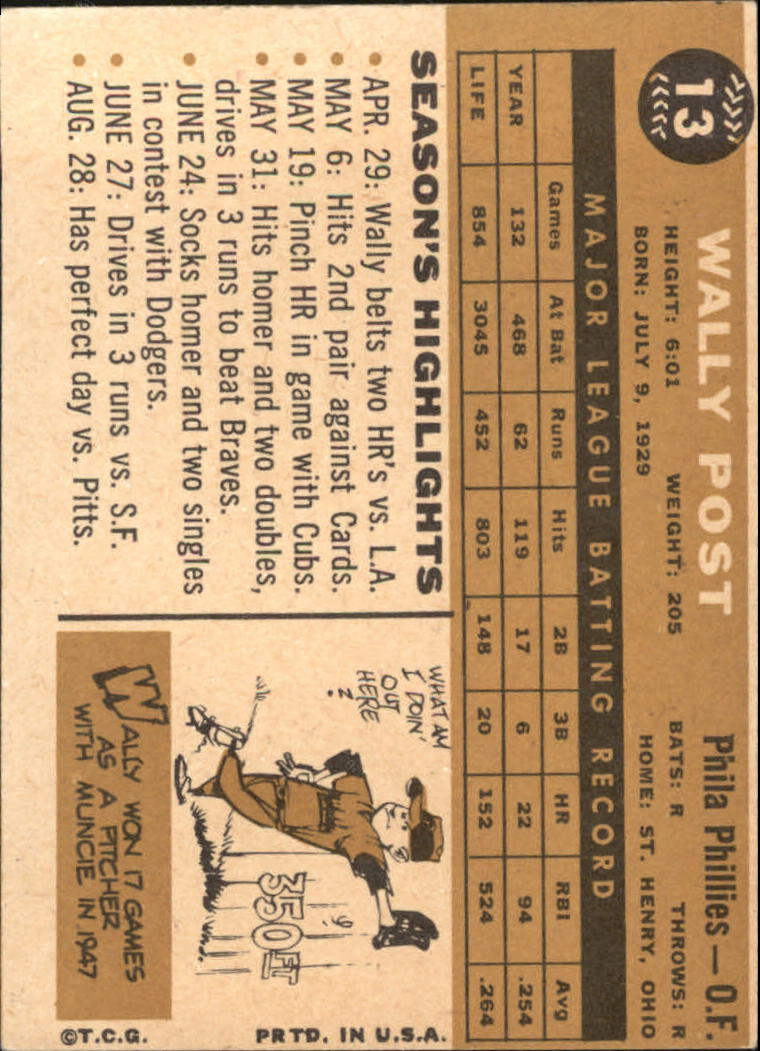 13
WALLY POST
Phila Phillies — O.F.
HEIGHT: 6:01 WEIGHT: 205 BATS: R THROWS: R
BORN: JULY 9, 1929 HOME: ST. HENRY, OHIO
MAJOR LEAGUE BATTING RECORD
Games At Bat Runs Hits 2B 3B HR RBI Avg
YEAR 132 468 62 119 17 6 22 94 .254
LIFE 854 3045 452 803 148 20 152 524 .264
SEASON'S HIGHLIGHTS
• APR. 29: Wally belts two HR's vs. L.A.
• MAY 6: Hits 2nd pair against Cards.
• MAY 19: Pinch HR in game with Cubs.
• MAY 31: Hits homer and two doubles,
drives in 3 runs to beat Braves.
• JUNE 24: Socks homer and two singles
in contest with Dodgers.
• JUNE 27: Drives in 3 runs vs. S.F.
• AUG. 28: Has perfect day vs. Pitts.
WHAT AM
I DOIN'
OUT
HERE
?
350 FT
WALLY WON 17 GAMES
AS A PITCHER
WITH MUNCIE IN 1947
©T.C.G. PRTD. IN U.S.A.